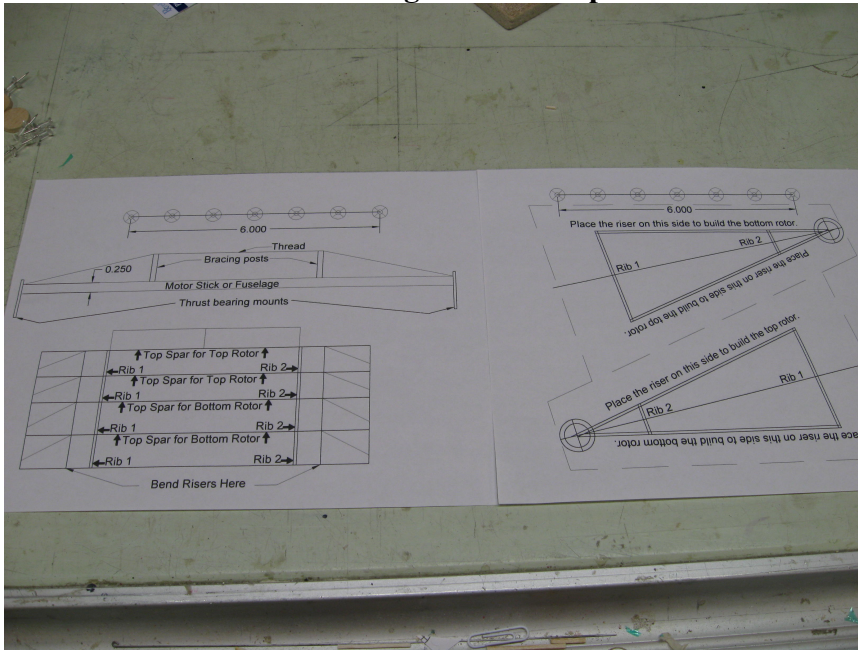 6.000
Thread
Bracing posts
0.250
Motor Stick or Fuselage
Thrust bearing mounts
Top Spar for Top Rotor
Rib 1 Rib 2
Top Spar for Top Rotor
Rib 1 Rib 2
Top Spar for Bottom Rotor
Rib 1 Rib 2
Top Spar for Bottom Rotor
Rib 1 Rib 2
Bend Risers Here
6.000
Place the riser on this side to build the bottom rotor.
Rib 2
Rib 1
Place the riser on this side to build the top rotor.
Place the riser on this side to build the top rotor.
Rib 1
Rib 2
ace the riser on this side to build the bottom rotor.